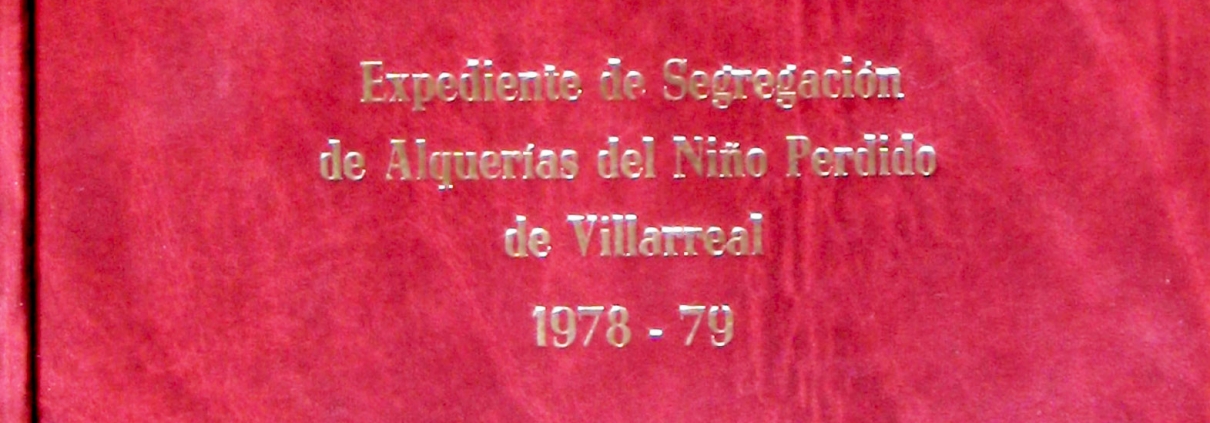 Expediente de Segregación
de Alquerías del Niño Perdido
de Villarreal
1978 - 79